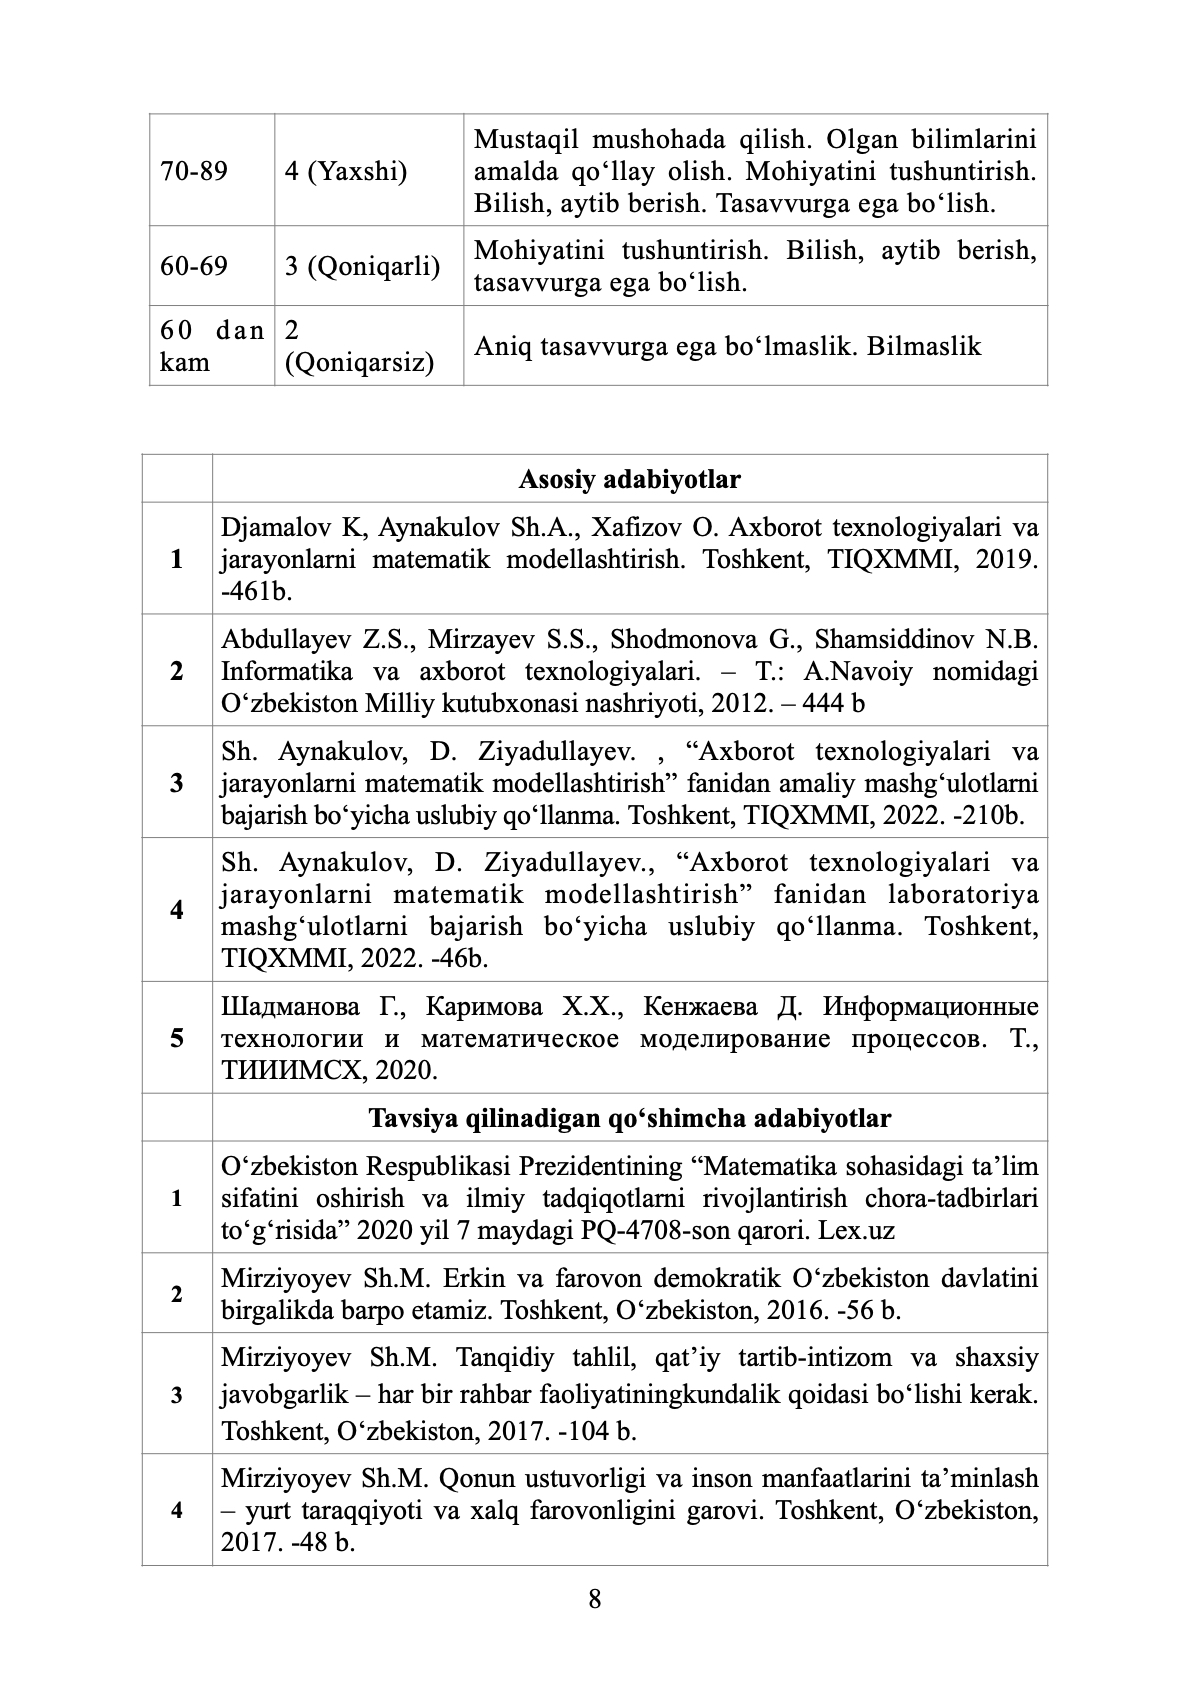 70-89
4 (Yaxshi)
Mustaqil mushohada qilish. Olgan bilimlarini
amalda qo‘llay olish. Mohiyatini tushuntirish.
Bilish, aytib berish. Tasavvurga ega bo‘lish.
60-69
3 (Qoniqarli)
Mohiyatini tushuntirish. Bilish, aytib berish,
tasavvurga ega bo‘lish.
60 dan
kam
2
(Qoniqarsiz)
Aniq tasavvurga ega bo‘lmaslik. Bilmaslik
Asosiy adabiyotlar
1
Djamalov K, Aynakulov Sh.A., Xafizov O. Axborot texnologiyalari va
jarayonlarni matematik modellashtirish. Toshkent, TIQXMMI, 2019.
-461b.
2
Abdullayev Z.S., Mirzayev S.S., Shodmonova G., Shamsiddinov N.B.
Informatika va axborot texnologiyalari. – T.: A.Navoiy nomidagi
O‘zbekiston Milliy kutubxonasi nashriyoti, 2012. – 444 b
3
Sh. Aynakulov, D. Ziyadullayev. , “Axborot texnologiyalari va
jarayonlarni matematik modellashtirish” fanidan amaliy mashg‘ulotlarni
bajarish bo‘yicha uslubiy qo‘llanma. Toshkent, TIQXMMI, 2022. -210b.
4
Sh. Aynakulov, D. Ziyadullayev., “Axborot texnologiyalari va
jarayonlarni matematik modellashtirish” fanidan laboratoriya
mashg‘ulotlarni bajarish bo‘yicha uslubiy qo‘llanma. Toshkent,
TIQXMMI, 2022. -46b.
5
Шадманова Г., Каримова Х.Х., Кенжаева Д. Информационные
технологии и математическое моделирование процессов. Т.,
ТИИИМСХ, 2020.
Tavsiya qilinadigan qo‘shimcha adabiyotlar
1
O‘zbekiston Respublikasi Prezidentining “Matematika sohasidagi ta’lim
sifatini oshirish va ilmiy tadqiqotlarni rivojlantirish chora-tadbirlari
to‘g‘risida” 2020 yil 7 maydagi PQ-4708-son qarori. Lex.uz
2
Mirziyoyev Sh.M. Erkin va farovon demokratik O‘zbekiston davlatini
birgalikda barpo etamiz. Toshkent, O‘zbekiston, 2016. -56 b.
3
Mirziyoyev Sh.M. Tanqidiy tahlil, qat’iy tartib-intizom va shaxsiy
javobgarlik – har bir rahbar faoliyatiningkundalik qoidasi bo‘lishi kerak.
Toshkent, O‘zbekiston, 2017. -104 b.
4
Mirziyoyev Sh.M. Qonun ustuvorligi va inson manfaatlarini ta’minlash
– yurt taraqqiyoti va xalq farovonligini garovi. Toshkent, O‘zbekiston,
2017. -48 b.
8